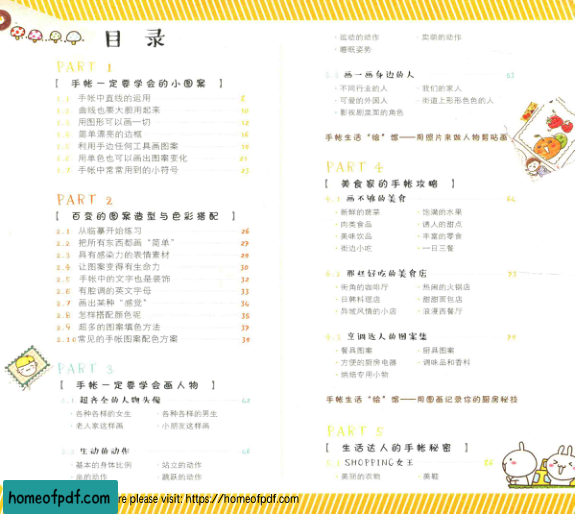 目录
PART 1
【 手帐一定要学会的小图案 】
1.1 手帐中直线的运用 8
1.2 曲线也要大胆用起来 10
1.3 用图形可以画一切 12
1.4 简单漂亮的边框 16
1.5 利用手边任何工具画图案 19
1.6 用单色也可以画出图案变化 21
1.7 手帐中常常用到的小符号 23
PART 2
【 百变的图案造型与色彩搭配 】
2.1 从临摹开始练习 26
2.2 把所有东西都画“简单” 27
2.3 具有感染力的表情素材 28
2.4 让图案变得有生命力 30
2.5 手帐中的文字也是装饰 32
2.6 有腔调的英文字母 33
2.7 画出某种“感觉” 34
2.8 怎样搭配颜色呢 35
2.9 超多的图案填色方法 37
2.10 常见的手帐图案配色方案 39
PART 3
【 手帐一定要学会画人物 】
3.1 超齐全的人物头像
· 各种各样的女生 · 各种各样的男生
· 老人家这样画 · 小朋友这样画
3.2 生动的动作
· 基本的身体比例 · 站立的动作
· 坐的动作 · 跳跃的动作
· 运动的动作 · 卖萌的动作
· 睡眠姿势
3.3 画一画身边的人 52
· 不同行业的人 · 我们的家人
· 可爱的外国人 · 街道上形形色色的人
· 影视剧里英的角色
手帐生活“绘”馆——用照片来做人物剪贴画
PART 4
【 美食家的手帐攻略 】
4.1 画不够的美食 64
· 新鲜的蔬菜 · 饱满的水果
· 肉类食品 · 诱人的甜点
· 美味饮品 · 丰富的零食
· 街边小吃 · 一日三餐
4.2 那些好吃的美食店 73
· 街角的咖啡厅 · 热闹的火锅店
· 日韩料理店 · 甜甜面包店
· 异域风情的小店 · 浪漫西餐厅
4.3 烹调达人的图案集 79
· 餐具图案 · 厨具图案
· 方便的厨房电器 · 调味品和香料
· 烘焙专用小物
手帐生活“绘”馆——用图画记录你的厨房秘技
PART 5
【 生活达人的手帐秘密 】
5.1 SHOPPING女王 86
· 美丽的衣物 · 美鞋
homeofpdf.com
re please visit: https://homeofpdf.com